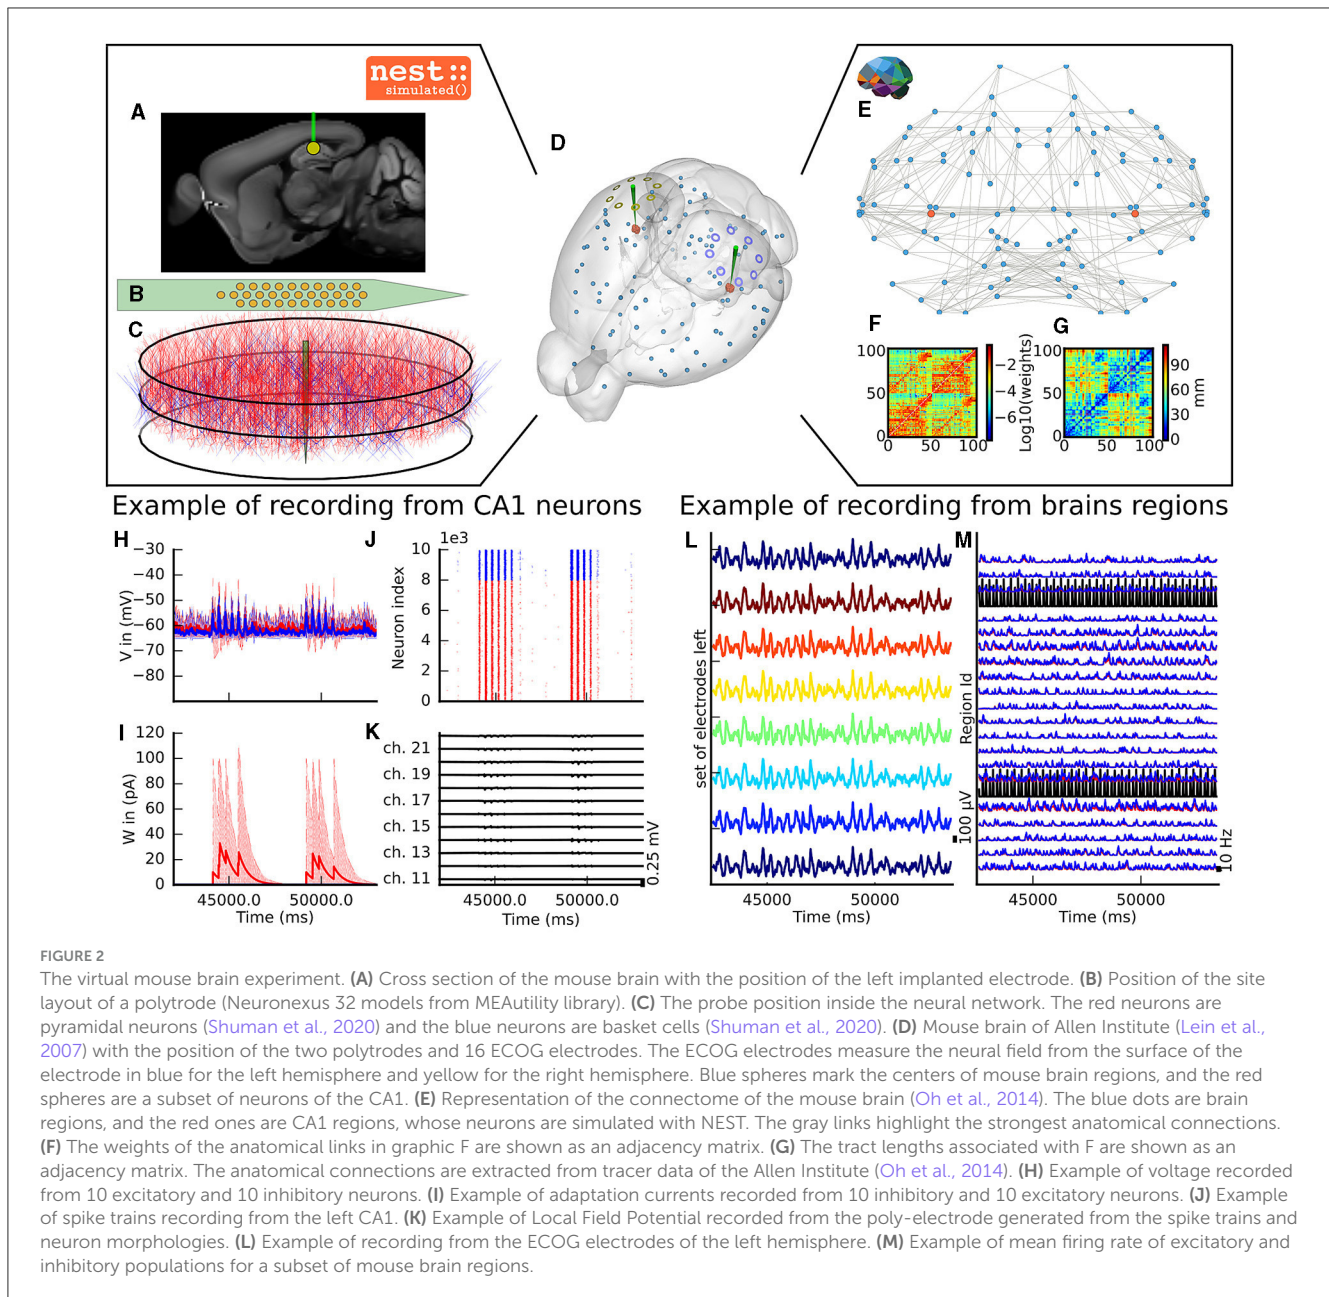 nest::
simulated()
A
B
C
D
E
F
100
50
0
0
50
100
−2
−4
−6
Log10(weights)
G
100
50
0
0
50
100
90
60
30
0
mm
Example of recording from CA1 neurons
Example of recording from brains regions
H
−30
−40
−50
−60
−70
−80
V in (mV)
J
1e3
10
8
6
4
2
0
Neuron index
I
120
100
80
60
40
20
0
W in (pA)
45000.0
50000.0
Time (ms)
K
ch. 21
ch. 19
ch. 17
ch. 15
ch. 13
ch. 11
0.25 mV
45000.0
50000.0
Time (ms)
L
set of electrodes left
100 μV
45000
50000
Time (ms)
M
Region Id
10 Hz
45000
50000
Time (ms)
FIGURE 2
The virtual mouse brain experiment. (A) Cross section of the mouse brain with the position of the left implanted electrode. (B) Position of the site
layout of a polytrode (Neuronexus 32 models from MEAutility library). (C) The probe position inside the neural network. The red neurons are
pyramidal neurons (Shuman et al., 2020) and the blue neurons are basket cells (Shuman et al., 2020). (D) Mouse brain of Allen Institute (Lein et al.,
2007) with the position of the two polytrodes and 16 ECOG electrodes. The ECOG electrodes measure the neural field from the surface of the
electrode in blue for the left hemisphere and yellow for the right hemisphere. Blue spheres mark the centers of mouse brain regions, and the red
spheres are a subset of neurons of the CA1. (E) Representation of the connectome of the mouse brain (Oh et al., 2014). The blue dots are brain
regions, and the red ones are CA1 regions, whose neurons are simulated with NEST. The gray links highlight the strongest anatomical connections.
(F) The weights of the anatomical links in graphic F are shown as an adjacency matrix. (G) The tract lengths associated with F are shown as an
adjacency matrix. The anatomical connections are extracted from tracer data of the Allen Institute (Oh et al., 2014). (H) Example of voltage recorded
from 10 excitatory and 10 inhibitory neurons. (I) Example of adaptation currents recorded from 10 inhibitory and 10 excitatory neurons. (J) Example
of spike trains recording from the left CA1. (K) Example of Local Field Potential recorded from the poly-electrode generated from the spike trains and
neuron morphologies. (L) Example of recording from the ECOG electrodes of the left hemisphere. (M) Example of mean firing rate of excitatory and
inhibitory populations for a subset of mouse brain regions.